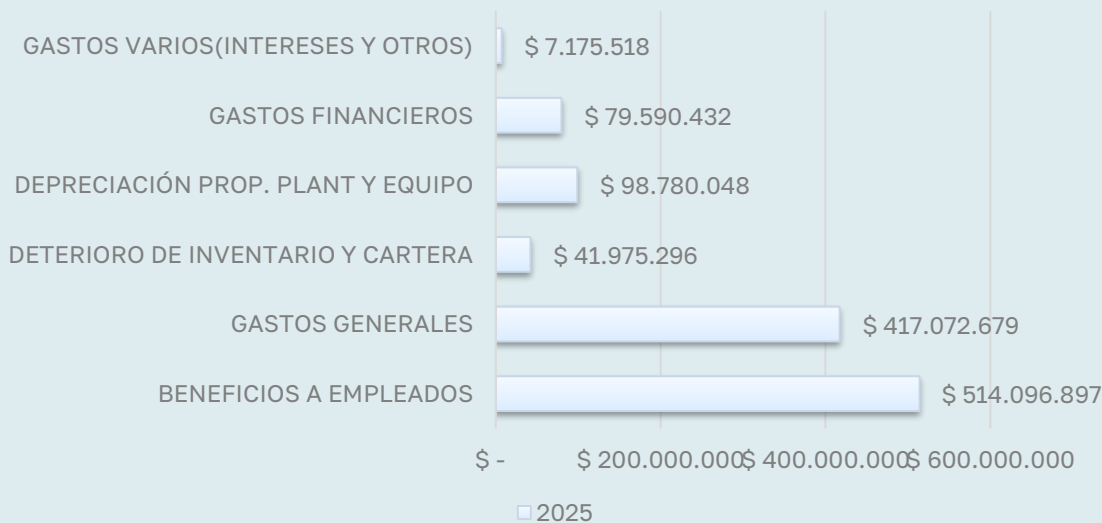 GASTOS VARIOS(INTERESES Y OTROS) $ 7.175.518
GASTOS FINANCIEROS $ 79.590.432
DEPRECIACIÓN PROP. PLANT Y EQUIPO $ 98.780.048
DETERIORO DE INVENTARIO Y CARTERA $ 41.975.296
GASTOS GENERALES $ 417.072.679
BENEFICIOS A EMPLEADOS $ 514.096.897
$ - $ 200.000.000 $ 400.000.000 $ 600.000.000
2025